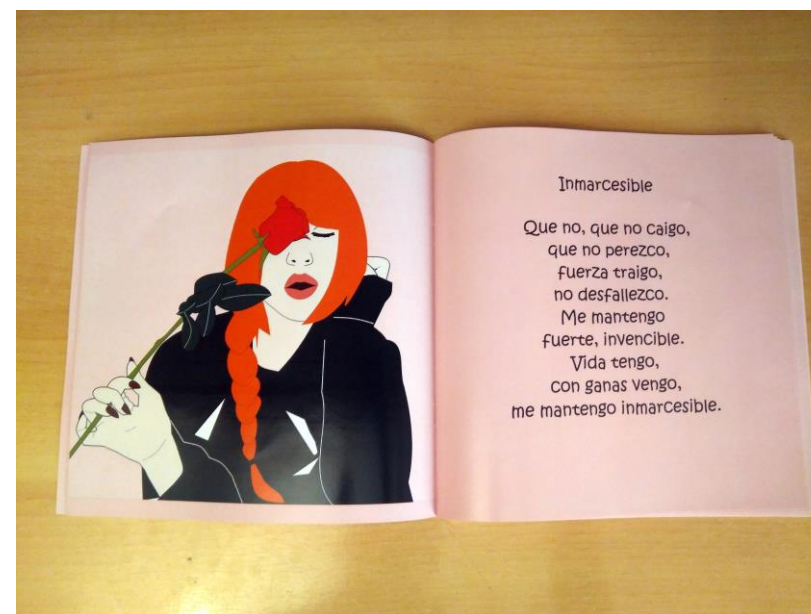 Inmarcesible
Que no, que no caigo,
que no perezco,
fuerza traigo,
no desfallezco.
Me mantengo
fuerte, invencible.
Vida tengo,
con ganas vengo,
me mantengo inmarcesible.